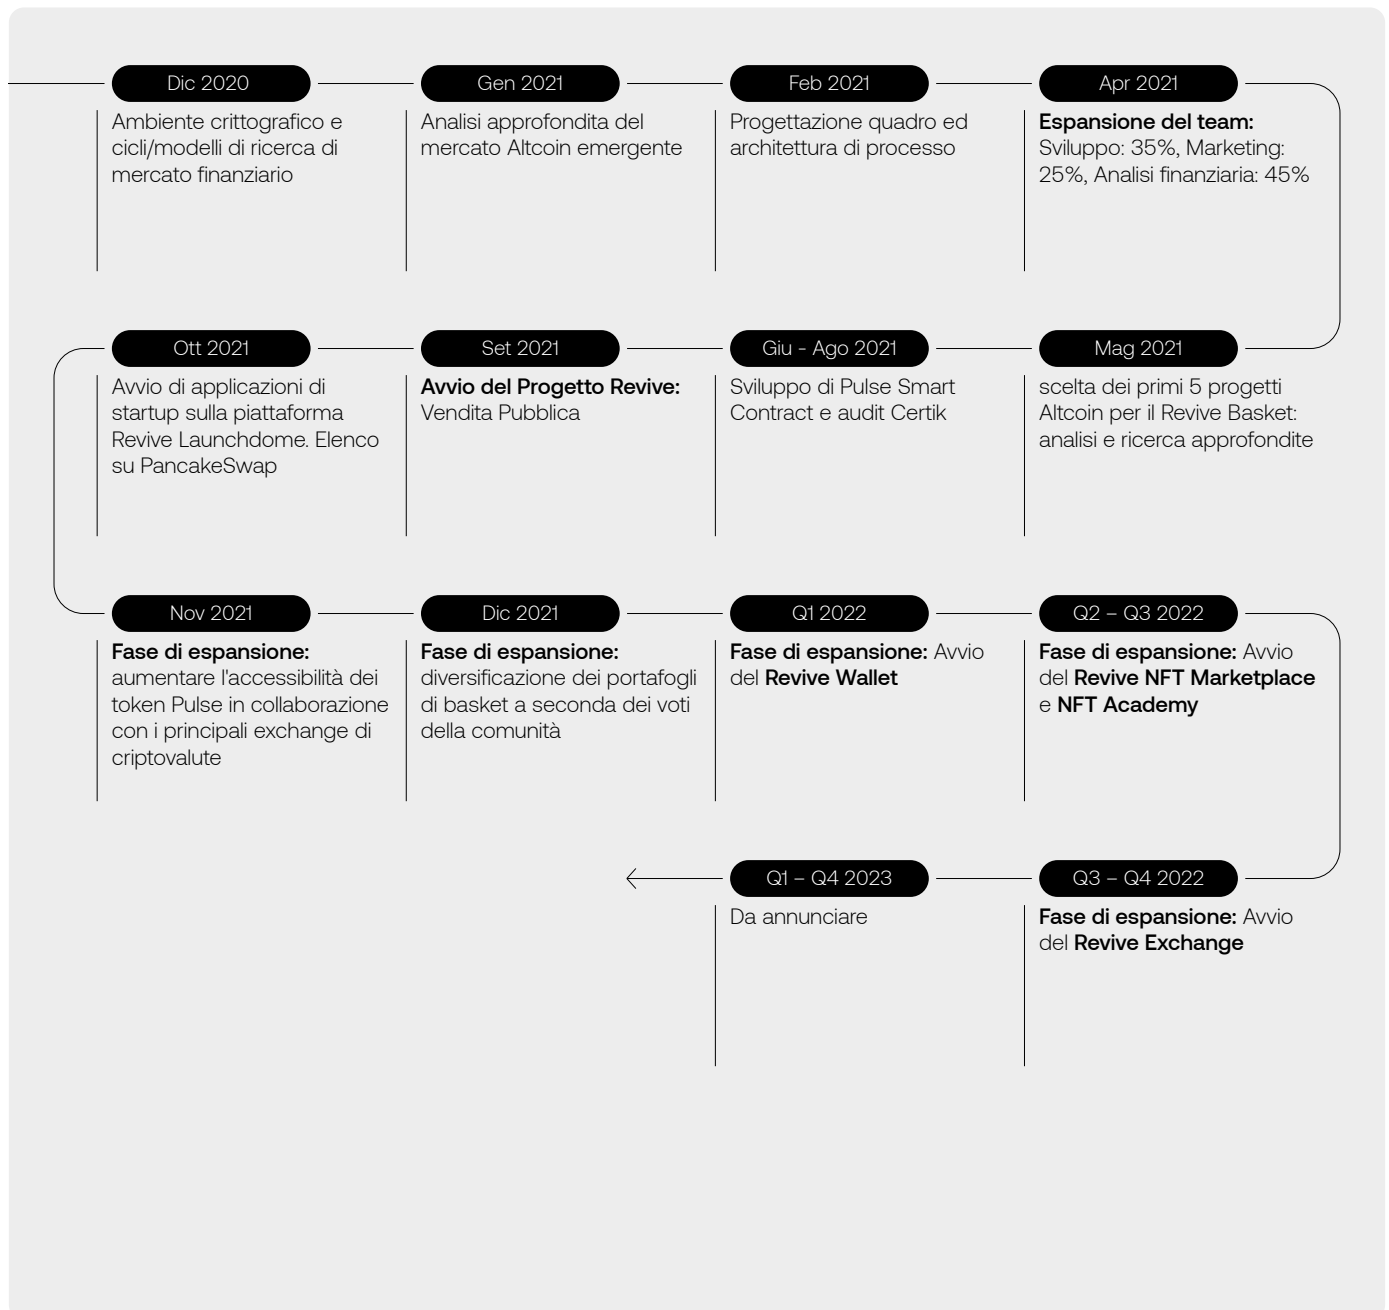 Dic 2020
Ambiente crittografico e
cicli/modelli di ricerca di
mercato finanziario
Gen 2021
Analisi approfondita del
mercato Altcoin emergente
Feb 2021
Progettazione quadro ed
architettura di processo
Apr 2021
Espansione del team:
Sviluppo: 35%, Marketing:
25%, Analisi finanziaria: 45%
Mag 2021
scelta dei primi 5 progetti
Altcoin per il Revive Basket:
analisi e ricerca approfondite
Giu - Ago 2021
Sviluppo di Pulse Smart
Contract e audit Certik
Set 2021
Avvio del Progetto Revive:
Vendita Pubblica
Ott 2021
Avvio di applicazioni di
startup sulla piattaforma
Revive Launchdome. Elenco
su PancakeSwap
Nov 2021
Fase di espansione:
aumentare l'accessibilità dei
token Pulse in collaborazione
con i principali exchange di
criptovalute
Dic 2021
Fase di espansione:
diversificazione dei portafogli
di basket a seconda dei voti
della comunità
Q1 2022
Fase di espansione: Avvio
del Revive Wallet
Q2 – Q3 2022
Fase di espansione: Avvio
del Revive NFT Marketplace
e NFT Academy
Q3 – Q4 2022
Fase di espansione: Avvio
del Revive Exchange
Q1 – Q4 2023
Da annunciare